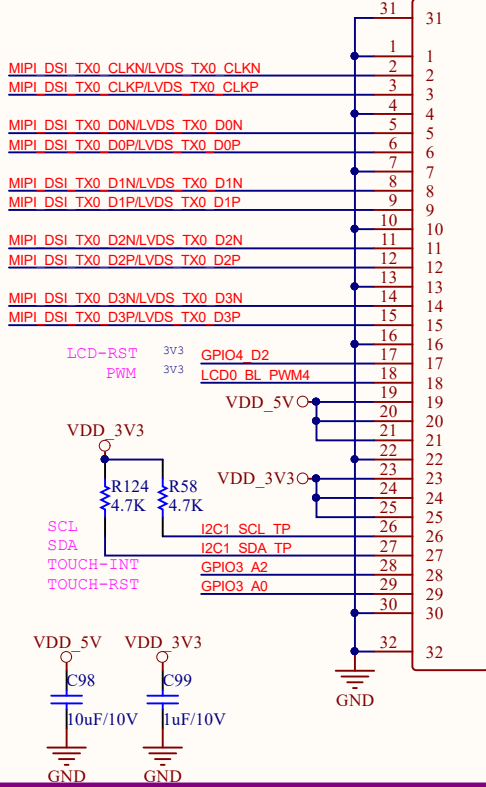 31 31
1 1
MIPI_DSI_TX0_CLKN/LVDS_TX0_CLKN 2 2
MIPI_DSI_TX0_CLKP/LVDS_TX0_CLKP 3 3
4 4
MIPI_DSI_TX0_D0N/LVDS_TX0_D0N 5 5
MIPI_DSI_TX0_D0P/LVDS_TX0_D0P 6 6
7 7
MIPI_DSI_TX0_D1N/LVDS_TX0_D1N 8 8
MIPI_DSI_TX0_D1P/LVDS_TX0_D1P 9 9
10 10
MIPI_DSI_TX0_D2N/LVDS_TX0_D2N 11 11
MIPI_DSI_TX0_D2P/LVDS_TX0_D2P 12 12
13 13
MIPI_DSI_TX0_D3N/LVDS_TX0_D3N 14 14
MIPI_DSI_TX0_D3P/LVDS_TX0_D3P 15 15
16 16
LCD-RST 3V3 GPIO4_D2 17 17
PWM 3V3 LCD0_BL_PWM4 18 18
VDD_5V 19 19
20 20
21 21
VDD_3V3 22 22
VDD_3V3 23 23
R124 R58 24 24
4.7K 4.7K 25 25
SCL I2C1_SCL_TP 26 26
SDA I2C1_SDA_TP 27 27
TOUCH-INT GPIO3_A2 28 28
TOUCH-RST GPIO3_A0 29 29
30 30
VDD_5V VDD_3V3 32 32
C98 C99
GND
10uF/10V 1uF/10V
GND GND